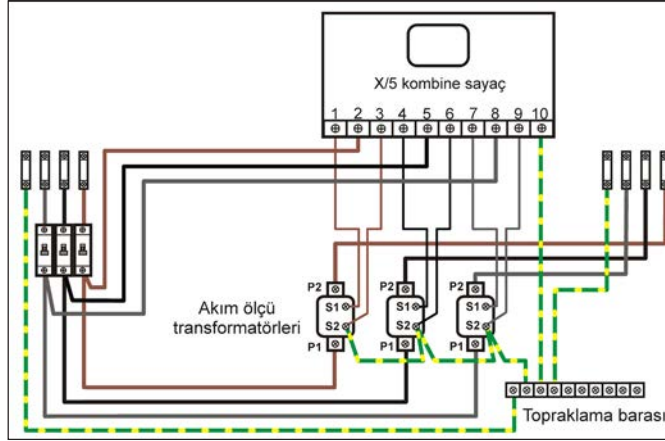 X/5 kombine sayaç
1 2 3 4 5 6 7 8 9 10
P2 P2 P2
S1 S1 S1
Akım ölçü
transformatörleri
S2 S2 S2
P1 P1 P1
Topraklama barası